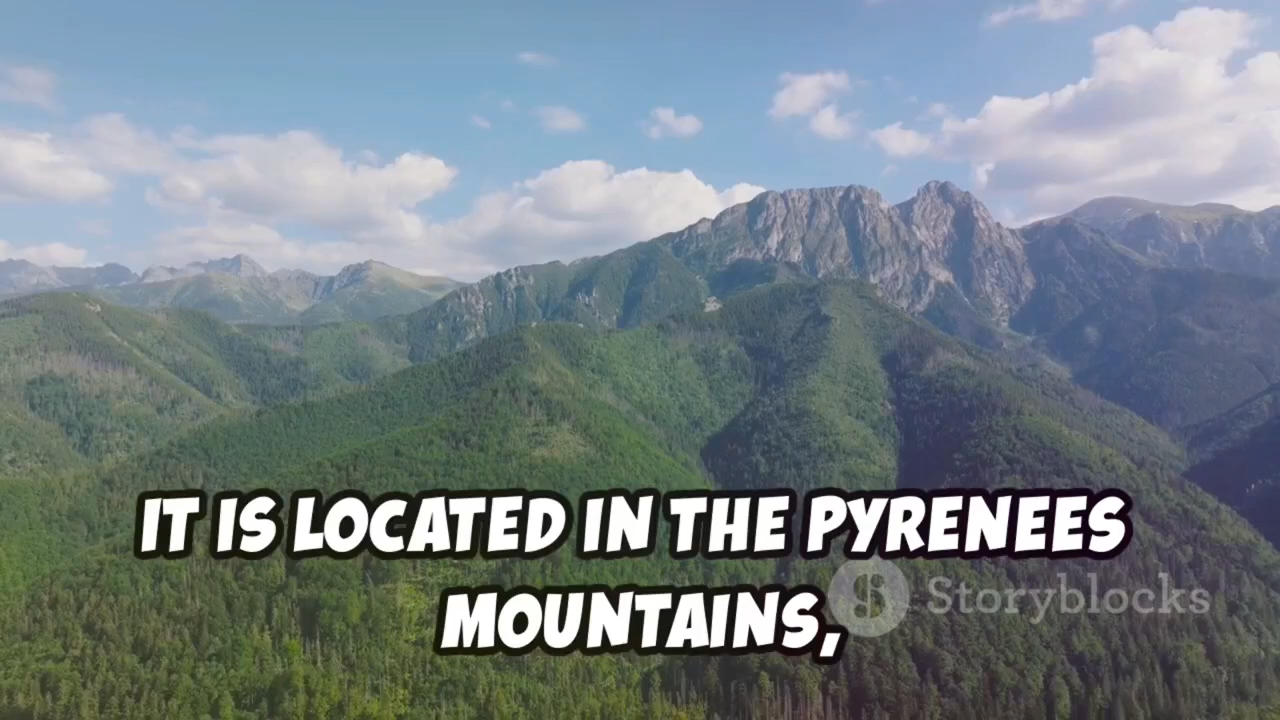 IT IS LOCATED IN THE PYRENEES
MOUNTAINS,
Storyblocks